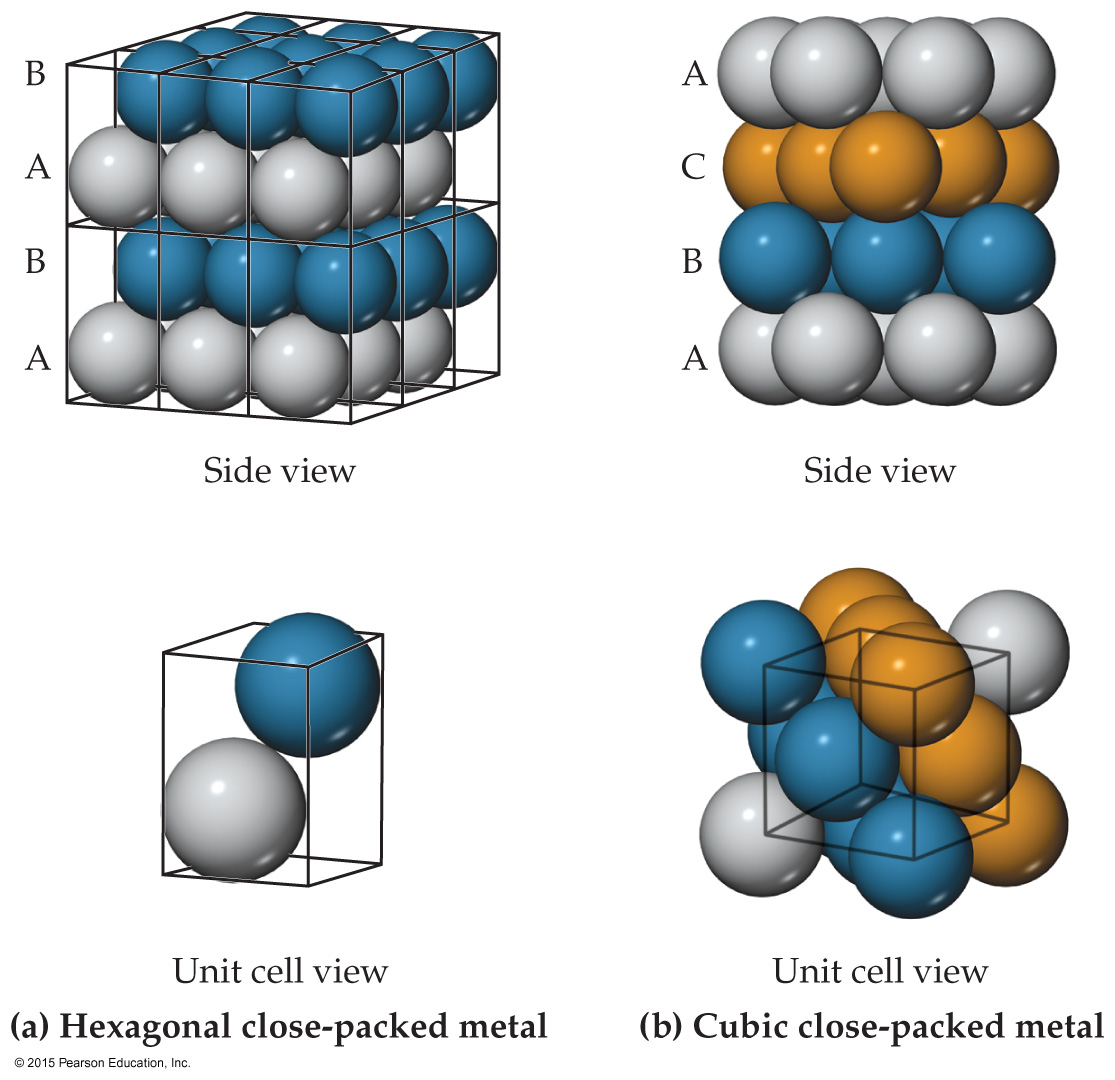 B
A
B
A
Side view
A
C
B
A
Side view
Unit cell view
Unit cell view
(a) Hexagonal close-packed metal
(b) Cubic close-packed metal
© 2015 Pearson Education, Inc.